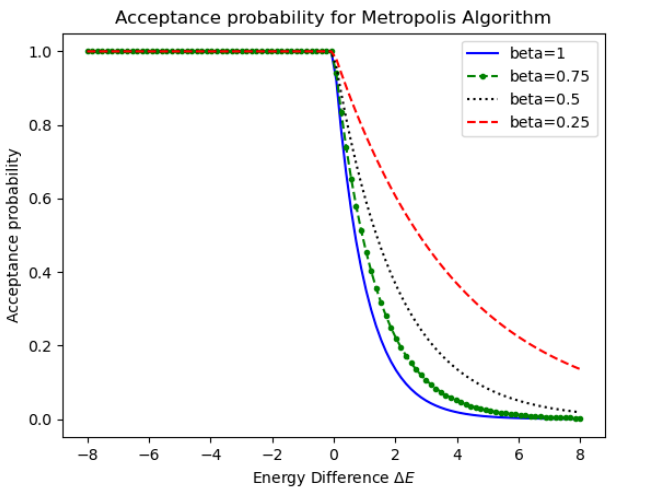 Acceptance probability for Metropolis Algorithm
1.0
0.8
0.6
0.4
0.2
0.0
Acceptance probability
beta=1
beta=0.75
beta=0.5
beta=0.25
−8 −6 −4 −2 0 2 4 6 8
Energy Difference ΔE